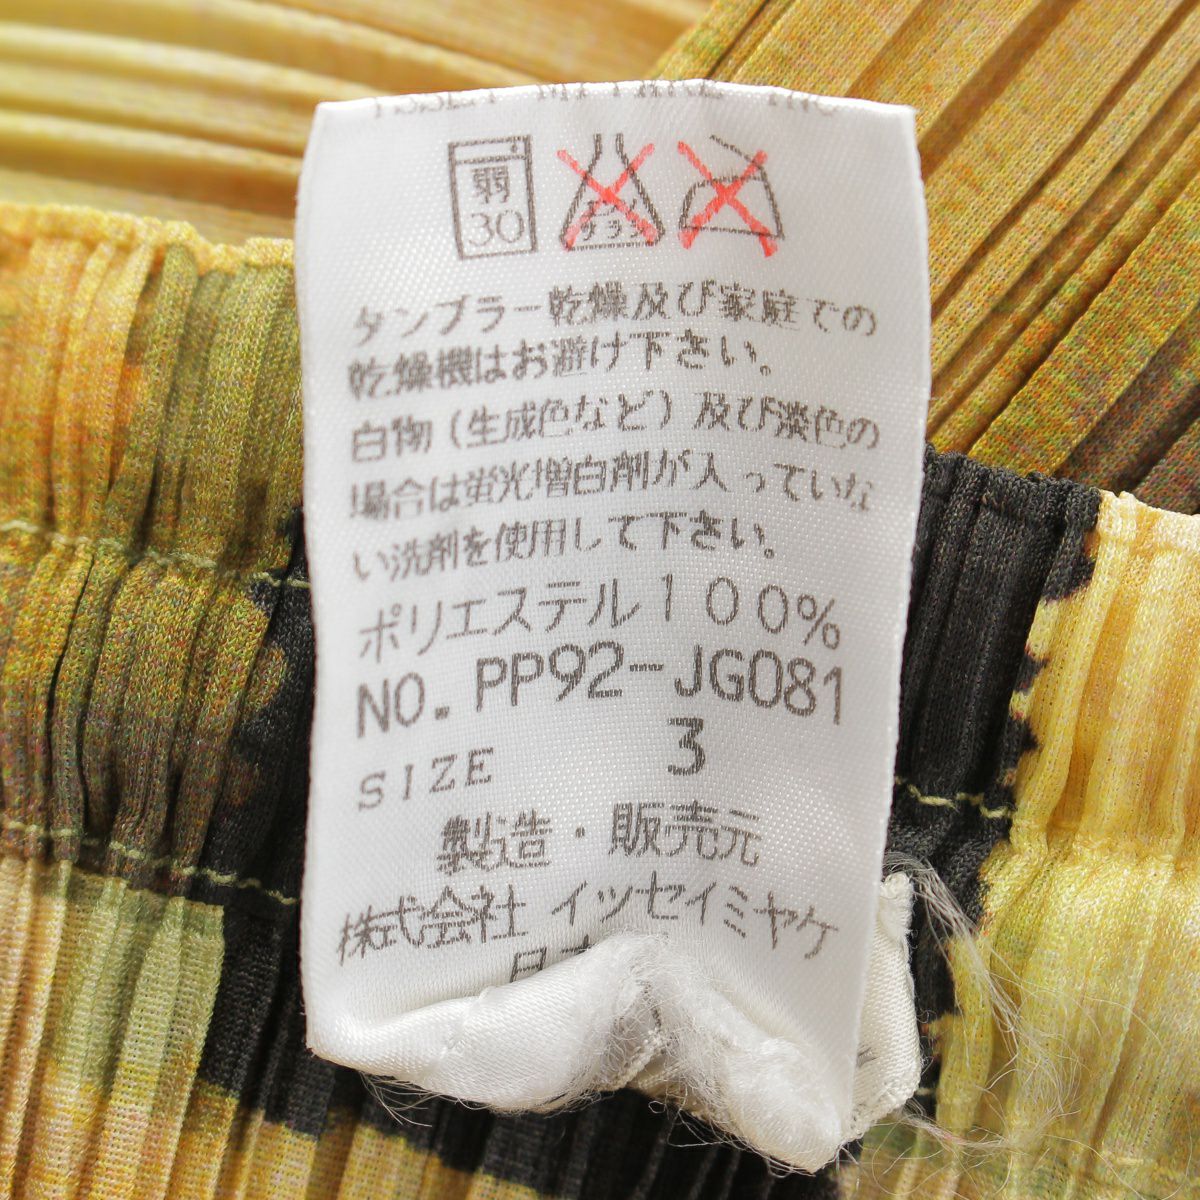 弱
30
タンブラー乾燥及び家庭での
乾燥機はお避け下さい。
白物（生成色など）及び淡色の
場合は蛍光増白剤が入っていな
い洗剤を使用して下さい。
ポリエステル100%
NO. PP92-JG081
SIZE 3
製造・販売元
株式会社 イッセイミヤケ